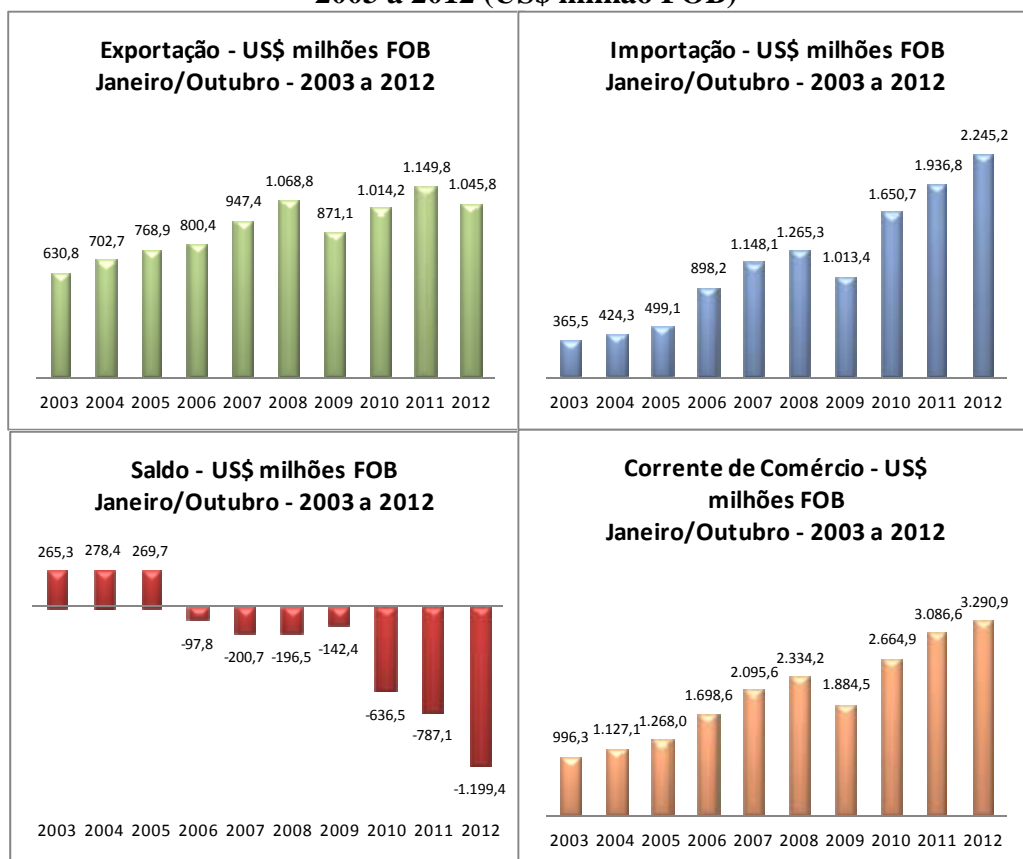 2003 a 2012 (US$ milhão FOB)
Exportação - US$ milhões FOB
Janeiro/Outubro - 2003 a 2012
630,8 702,7 768,9 800,4 947,4 1.068,8 871,1 1.014,2 1.149,8 1.045,8
2003 2004 2005 2006 2007 2008 2009 2010 2011 2012
Importação - US$ milhões FOB
Janeiro/Outubro - 2003 a 2012
365,5 424,3 499,1 898,2 1.148,1 1.265,3 1.013,4 1.650,7 1.936,8 2.245,2
2003 2004 2005 2006 2007 2008 2009 2010 2011 2012
Saldo - US$ milhões FOB
Janeiro/Outubro - 2003 a 2012
265,3 278,4 269,7 -97,8 -200,7 -196,5 -142,4 -636,5 -787,1 -1.199,4
2003 2004 2005 2006 2007 2008 2009 2010 2011 2012
Corrente de Comércio - US$
milhões FOB
Janeiro/Outubro - 2003 a 2012
996,3 1.127,1 1.268,0 1.698,6 2.095,6 2.334,2 1.884,5 2.664,9 3.086,6 3.290,9
2003 2004 2005 2006 2007 2008 2009 2010 2011 2012